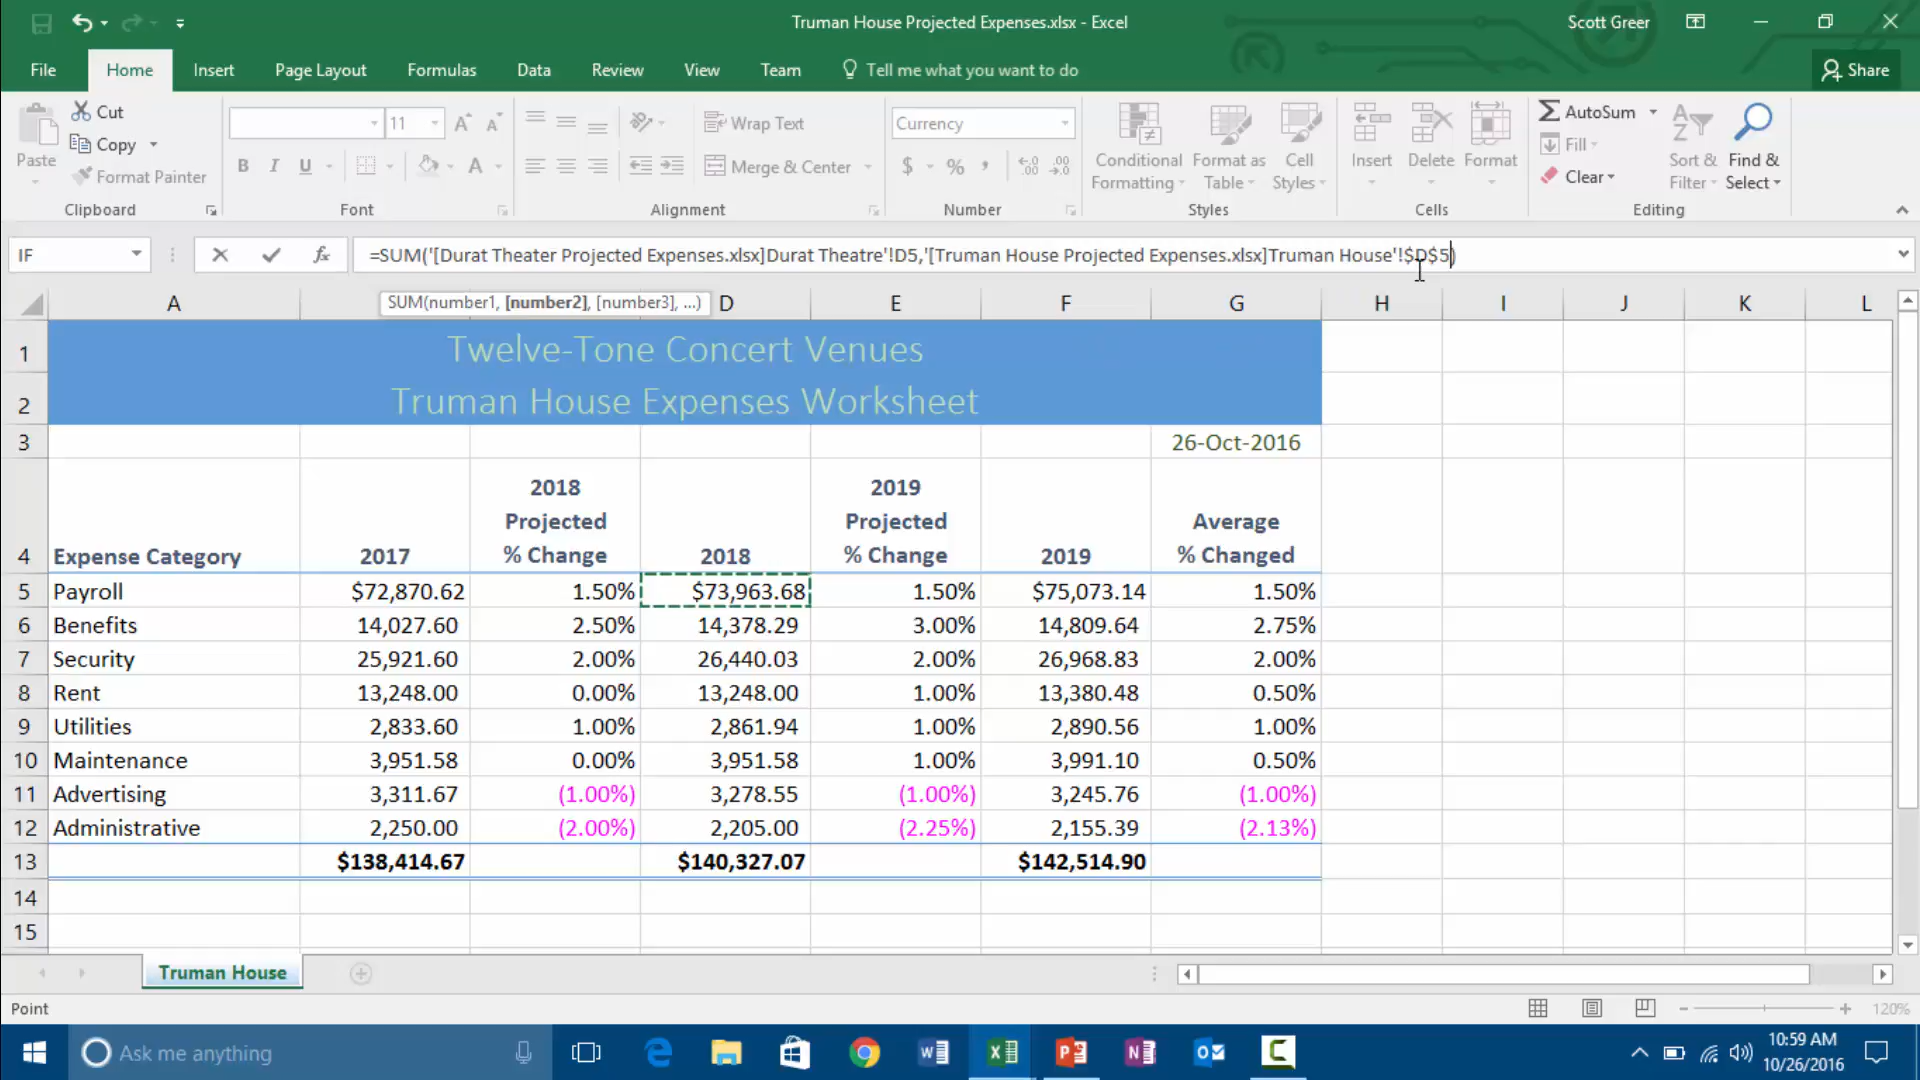 Truman House Projected Expenses.xlsx - Excel
Scott Greer
File Home Insert Page Layout Formulas Data Review View Team Tell me what you want to do Share
Paste
Cut
Copy
Format Painter
Clipboard
11
B I U A
Font
Wrap Text
Merge & Center
Alignment
Currency
$ % ,
Number
Conditional Formatting
Format as Table
Cell Styles
Styles
Insert
Delete
Format
Cells
AutoSum
Fill
Clear
Sort & Filter
Find & Select
Editing
IF
fx
=SUM('[Durat Theater Projected Expenses.xlsx]Durat Theatre'!D5,'[Truman House Projected Expenses.xlsx]Truman House'!$D$5)
SUM(number1, [number2], [number3], ...)
A D E F G H I J K L
1 Twelve-Tone Concert Venues
2 Truman House Expenses Worksheet
3 26-Oct-2016
4 Expense Category 2017 2018 Projected % Change 2018 2019 Projected % Change 2019 Average % Changed
5 Payroll $72,870.62 1.50% $73,963.68 1.50% $75,073.14 1.50%
6 Benefits 14,027.60 2.50% 14,378.29 3.00% 14,809.64 2.75%
7 Security 25,921.60 2.00% 26,440.03 2.00% 26,968.83 2.00%
8 Rent 13,248.00 0.00% 13,248.00 1.00% 13,380.48 0.50%
9 Utilities 2,833.60 1.00% 2,861.94 1.00% 2,890.56 1.00%
10 Maintenance 3,951.58 0.00% 3,951.58 1.00% 3,991.10 0.50%
11 Advertising 3,311.67 (1.00%) 3,278.55 (1.00%) 3,245.76 (1.00%)
12 Administrative 2,250.00 (2.00%) 2,205.00 (2.25%) 2,155.39 (2.13%)
13 $138,414.67 $140,327.07 $142,514.90
14
15
Truman House
Point
120%
Ask me anything
10:59 AM
10/26/2016